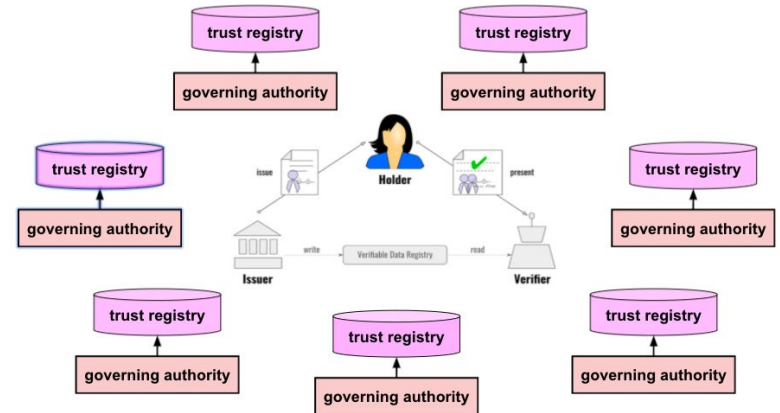 trust registry
trust registry
governing authority
governing authority
trust registry
issue
Holder
present
trust registry
governing authority
governing authority
write
Verifiable Data Registry
read
Issuer
Verifier
trust registry
trust registry
trust registry
governing authority
governing authority
governing authority